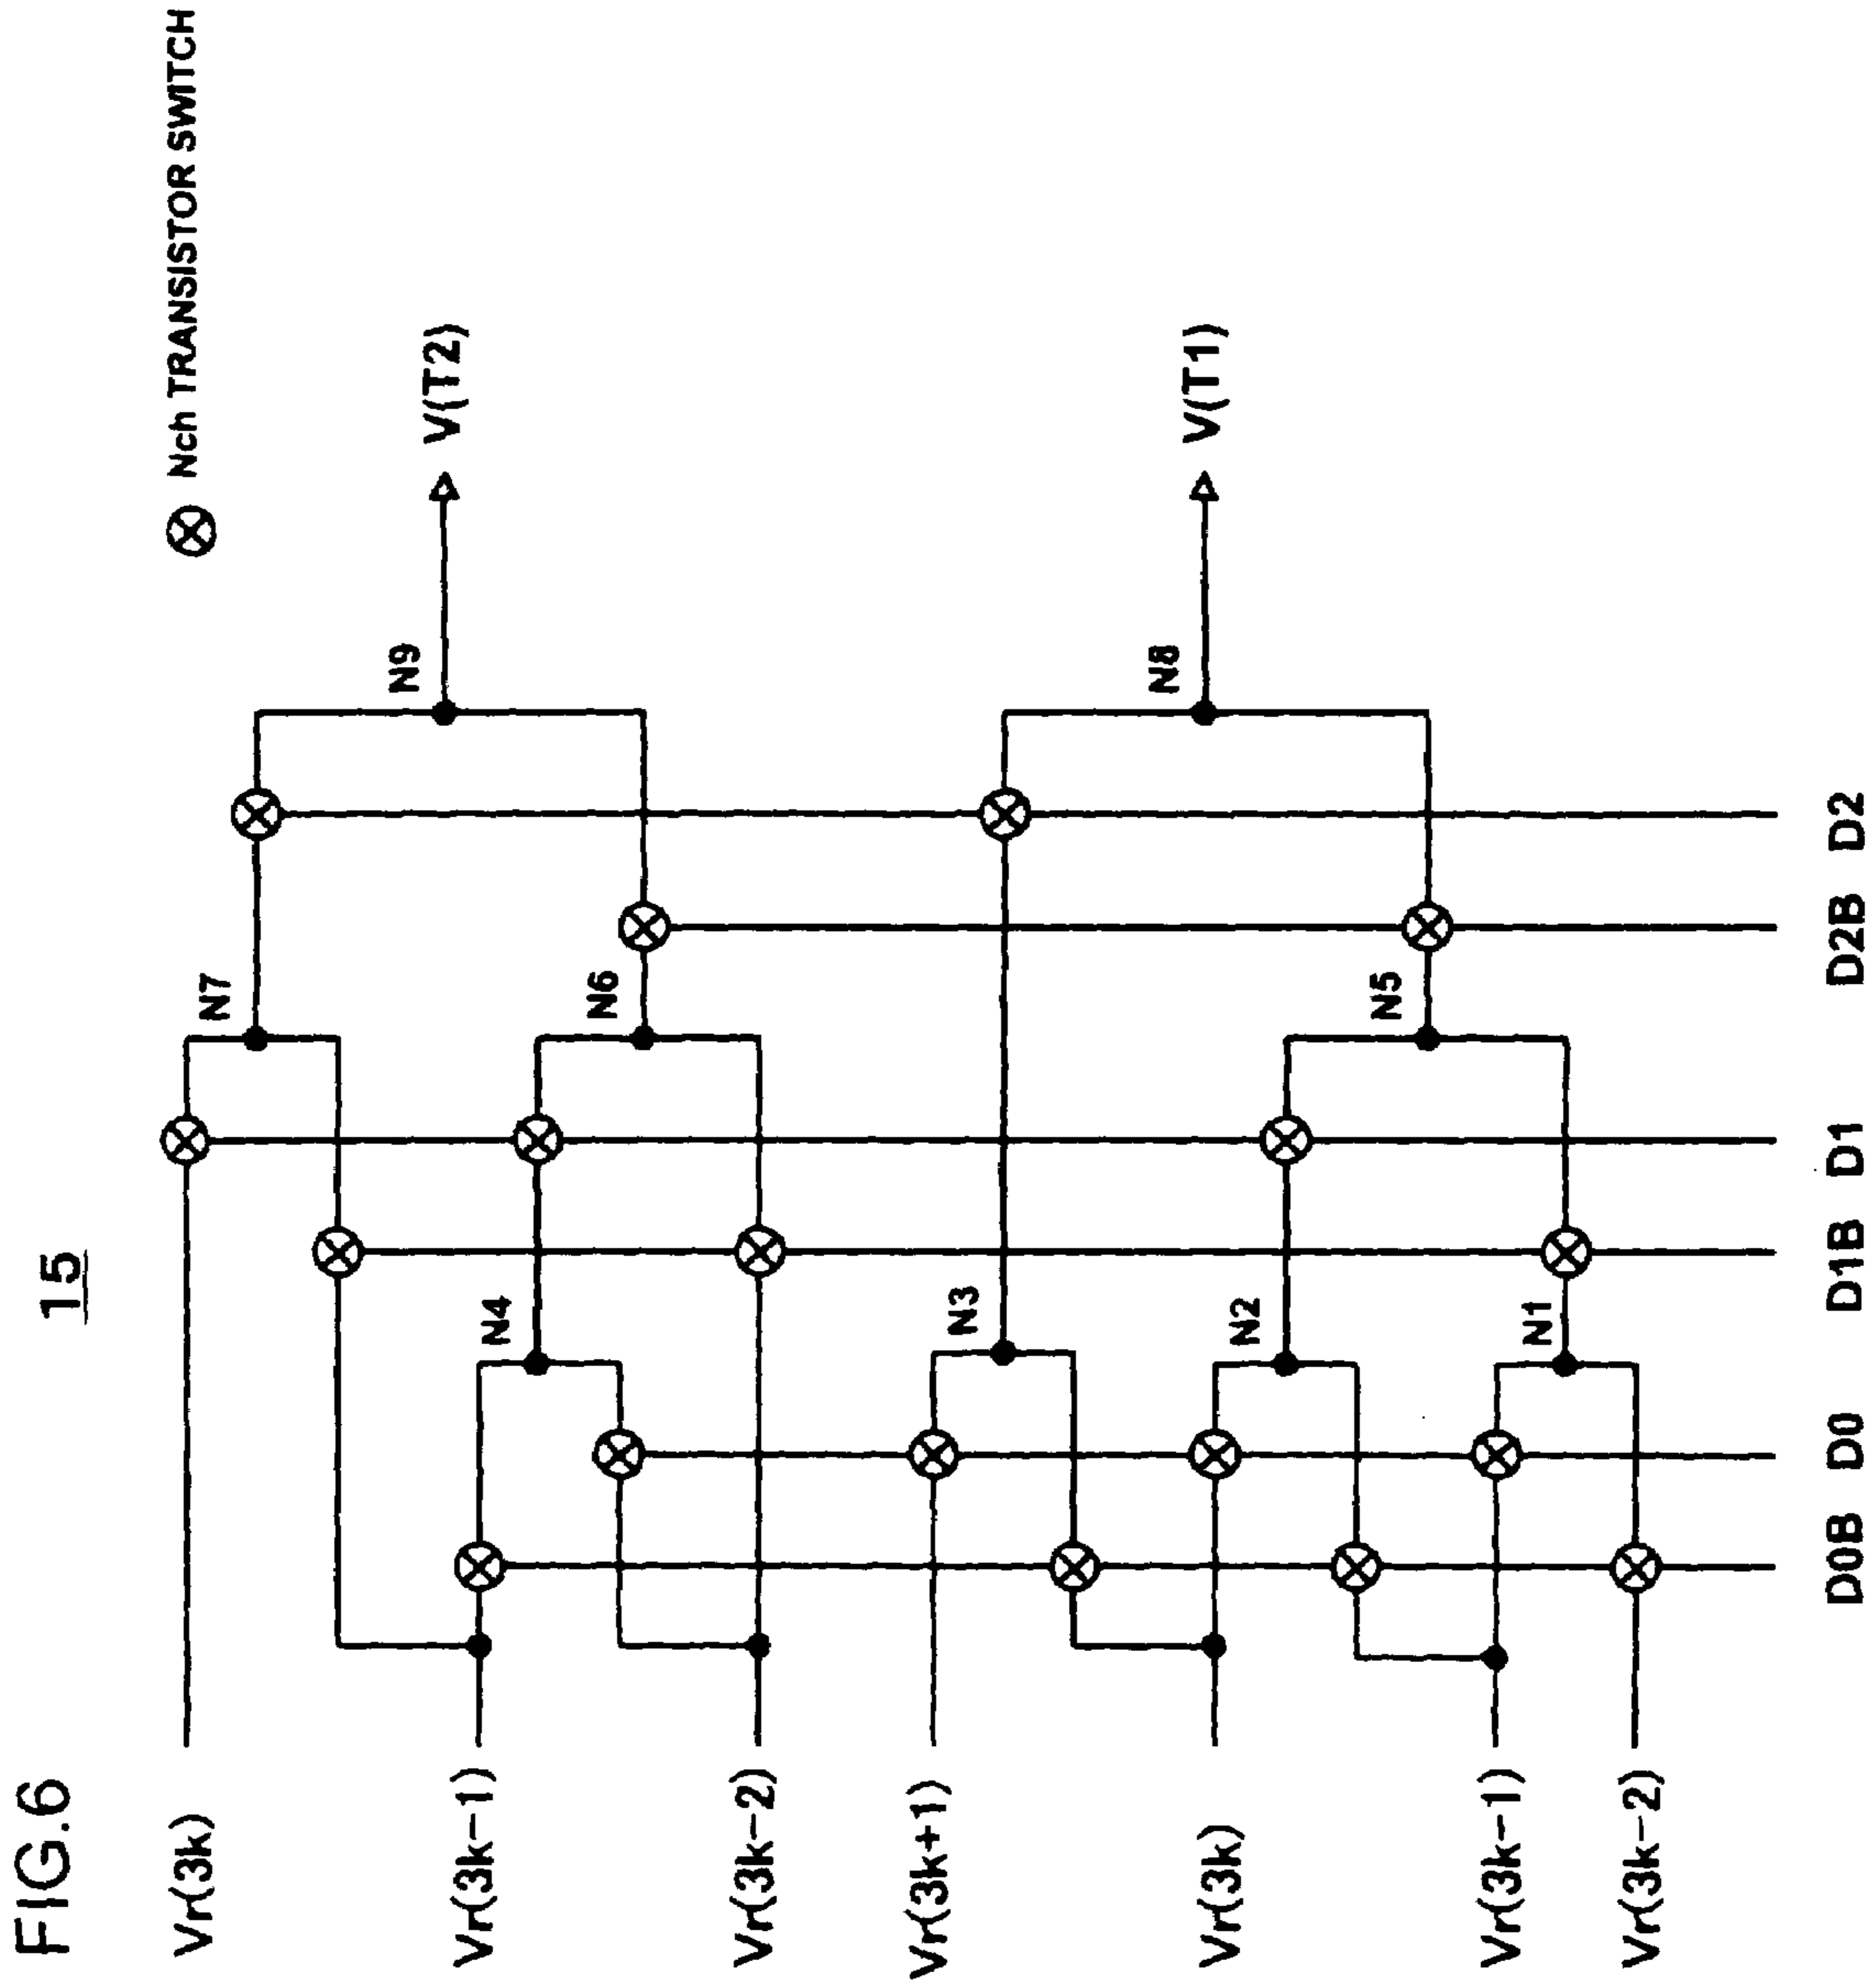 FIG.6
15
Nch TRANSISTOR SWITCH
Vr(3k)
Vr(3k-1)
Vr(3k-2)
Vr(3k+1)
Vr(3k)
Vr(3k-1)
Vr(3k-2)
N7
N4
N6
N9
V(T2)
N3
N2
N1
N5
N8
V(T1)
D0B
D0
D1B
D1
D2B
D2